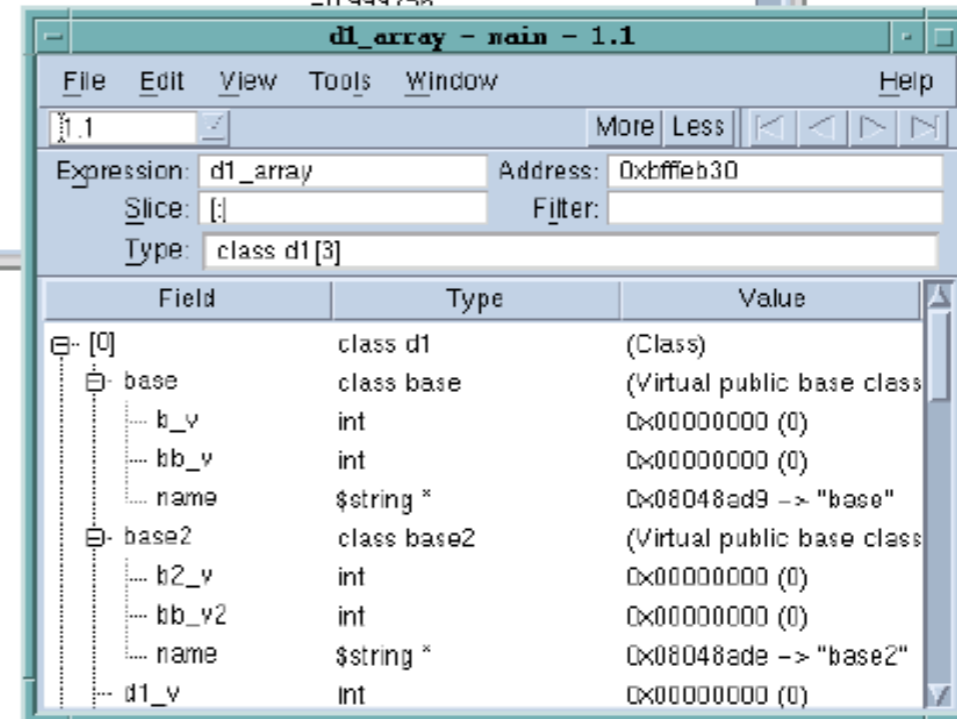 -0.999756
d1_array - main - 1.1
File Edit View Tools Window Help
1.1 More Less
Expression: d1_array Address: 0xbfffeb30
Slice: [:] Filter:
Type: class d1[3]
Field Type Value
[0] class d1 (Class)
base class base (Virtual public base class
b_v int 0x00000000 (0)
bb_v int 0x00000000 (0)
name $string * 0x08048ad9 -> "base"
base2 class base2 (Virtual public base class
b2_v int 0x00000000 (0)
bb_v2 int 0x00000000 (0)
name $string * 0x08048ade -> "base2"
d1_v int 0x00000000 (0)